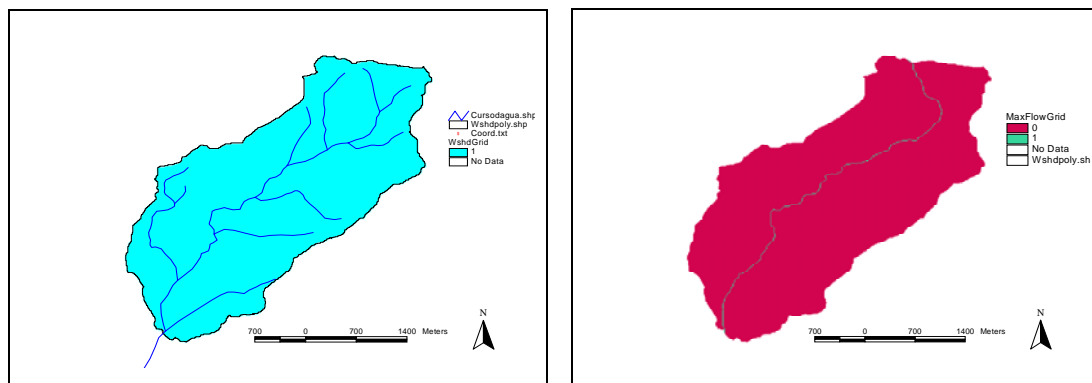 Cursodagua.shp
Wshdpoly.shp
Coord.txt
WshdGrid
1
No Data
N
700 0 700 1400 Meters
MaxFlowGrid
0
1
No Data
Wshdpoly.sh
N
700 0 700 1400 Meters